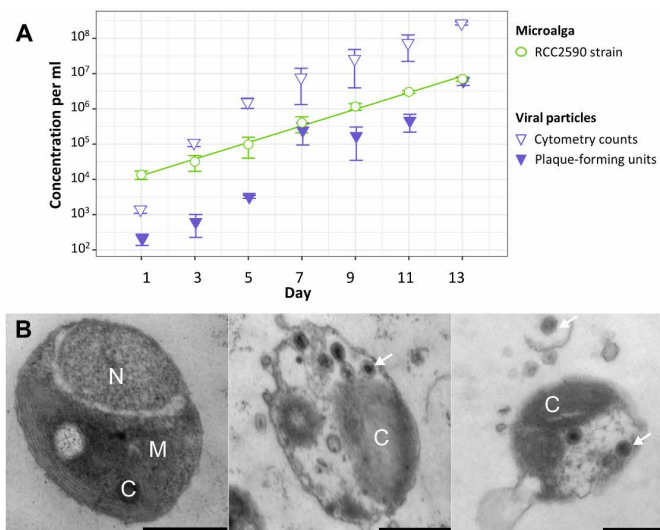 A
Concentration per ml
10⁸
10⁷
10⁶
10⁵
10⁴
10³
10²
1 3 5 7 9 11 13
Day
Microalga
RCC2590 strain
Viral particles
Cytometry counts
Plaque-forming units
B
N
M
C
C
C